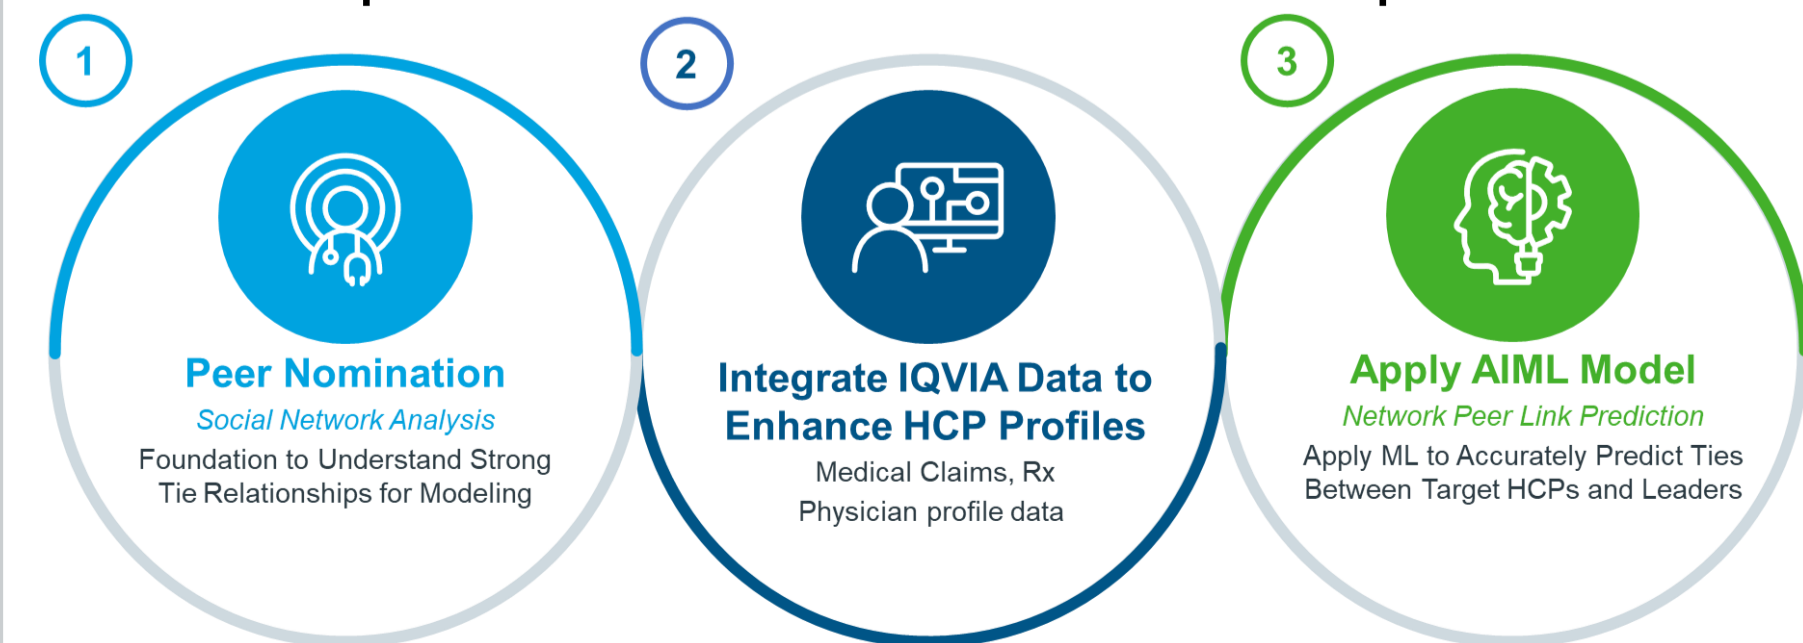 1
Peer Nomination
Social Network Analysis
Foundation to Understand Strong
Tie Relationships for Modeling
2
Integrate IQVIA Data to
Enhance HCP Profiles
Medical Claims, Rx
Physician profile data
3
Apply AIML Model
Network Peer Link Prediction
Apply ML to Accurately Predict Ties
Between Target HCPs and Leaders